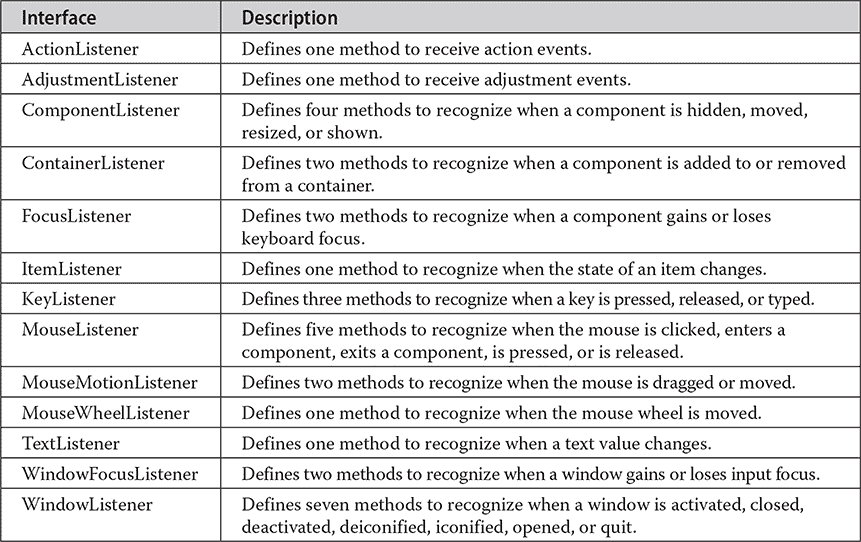 Interface Description
ActionListener Defines one method to receive action events.
AdjustmentListener Defines one method to receive adjustment events.
ComponentListener Defines four methods to recognize when a component is hidden, moved,
resized, or shown.
ContainerListener Defines two methods to recognize when a component is added to or removed
from a container.
FocusListener Defines two methods to recognize when a component gains or loses
keyboard focus.
ItemListener Defines one method to recognize when the state of an item changes.
KeyListener Defines three methods to recognize when a key is pressed, released, or typed.
MouseListener Defines five methods to recognize when the mouse is clicked, enters a
component, exits a component, is pressed, or is released.
MouseMotionListener Defines two methods to recognize when the mouse is dragged or moved.
MouseWheelListener Defines one method to recognize when the mouse wheel is moved.
TextListener Defines one method to recognize when a text value changes.
WindowFocusListener Defines two methods to recognize when a window gains or loses input focus.
WindowListener Defines seven methods to recognize when a window is activated, closed,
deactivated, deiconified, iconified, opened, or quit.